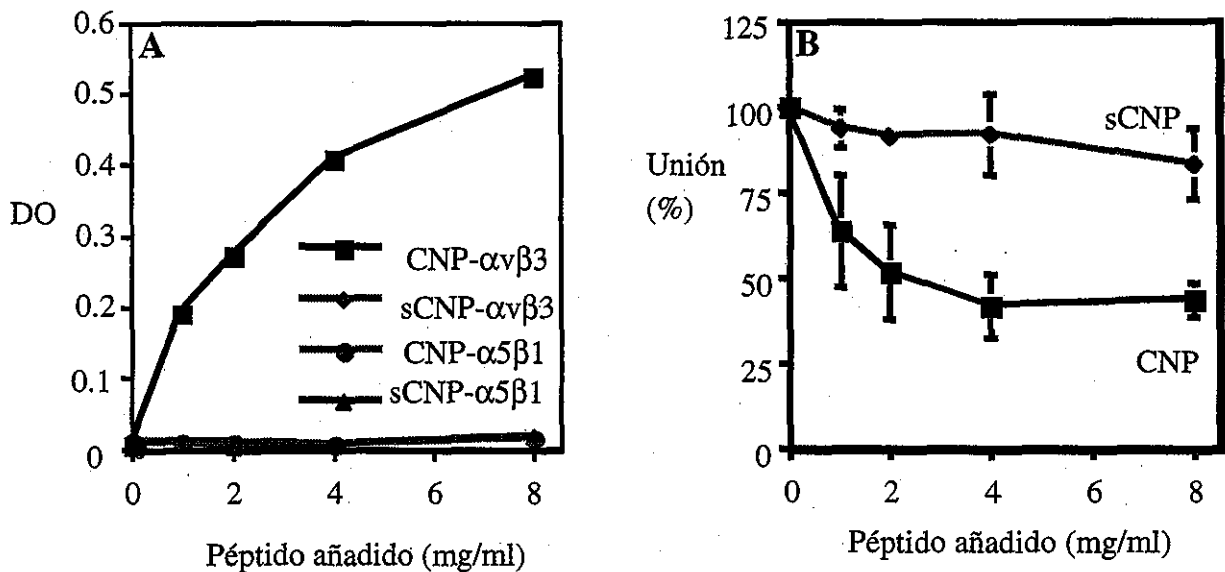 A
0.6
0.5
0.4
0.3
0.2
0.1
0
DO
CNP-αvβ3
sCNP-αvβ3
CNP-α5β1
sCNP-α5β1
0
2
4
6
8
Péptido añadido (mg/ml)
B
125
100
75
50
25
0
Unión
(%)
sCNP
CNP
0
2
4
6
8
Péptido añadido (mg/ml)